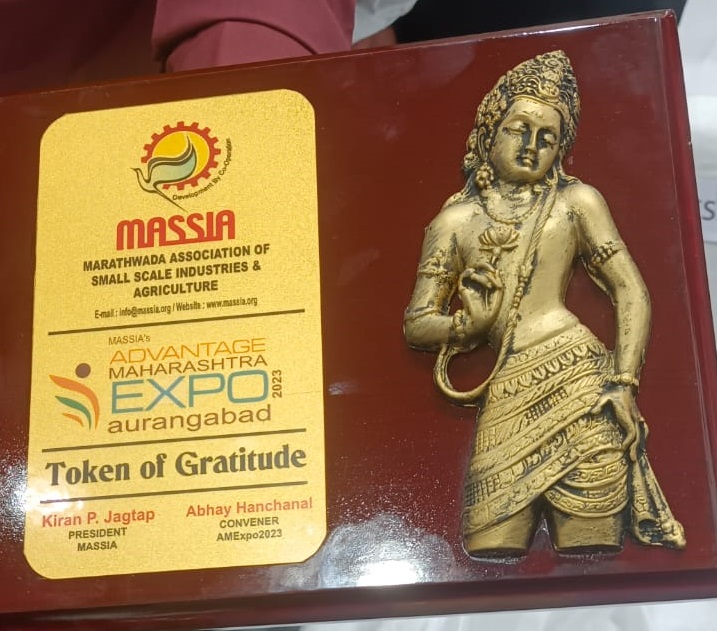 Development By Co-Operation
MASSIA
MARATHWADA ASSOCIATION OF
SMALL SCALE INDUSTRIES &
AGRICULTURE
E-mail : info@massia.org / Website : www.massia.org
MASSIA's
ADVANTAGE
MAHARASHTRA
EXPO 2023
aurangabad
Token of Gratitude
Kiran P. Jagtap
PRESIDENT
MASSIA
Abhay Hanchanal
CONVENER
AMExpo2023